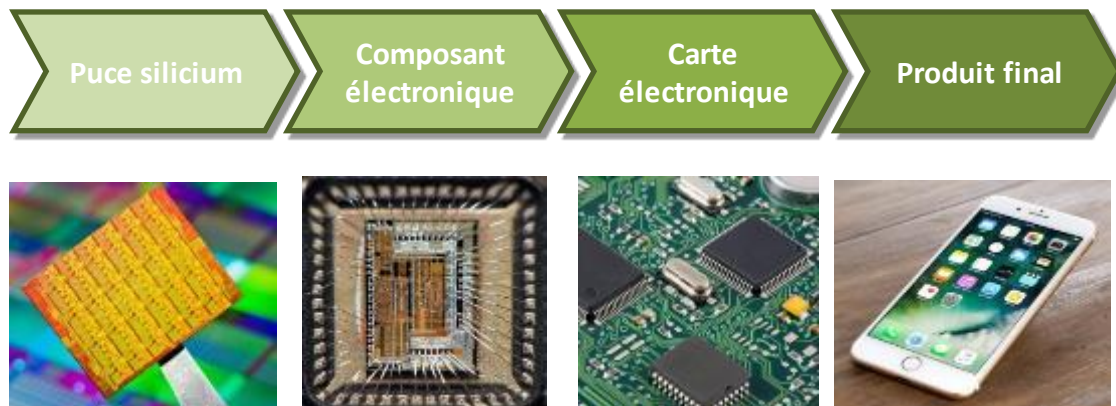 Puce silicium
Composant
électronique
Carte
électronique
Produit final